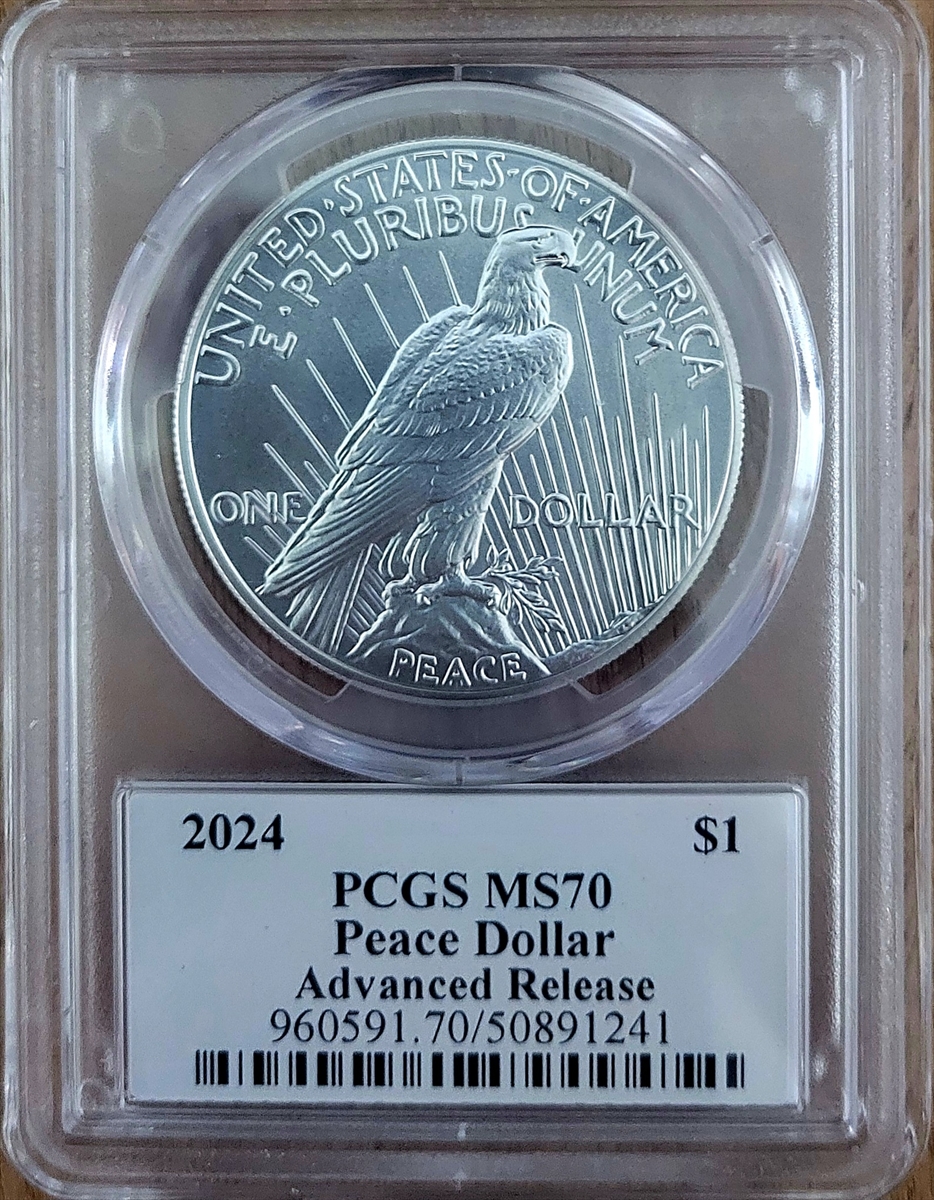 UNITED·STATES·OF·AMERICA
E·PLURIBUS UNUM
ONE DOLLAR
PEACE
2024 $1
PCGS MS70
Peace Dollar
Advanced Release
960591.70/50891241